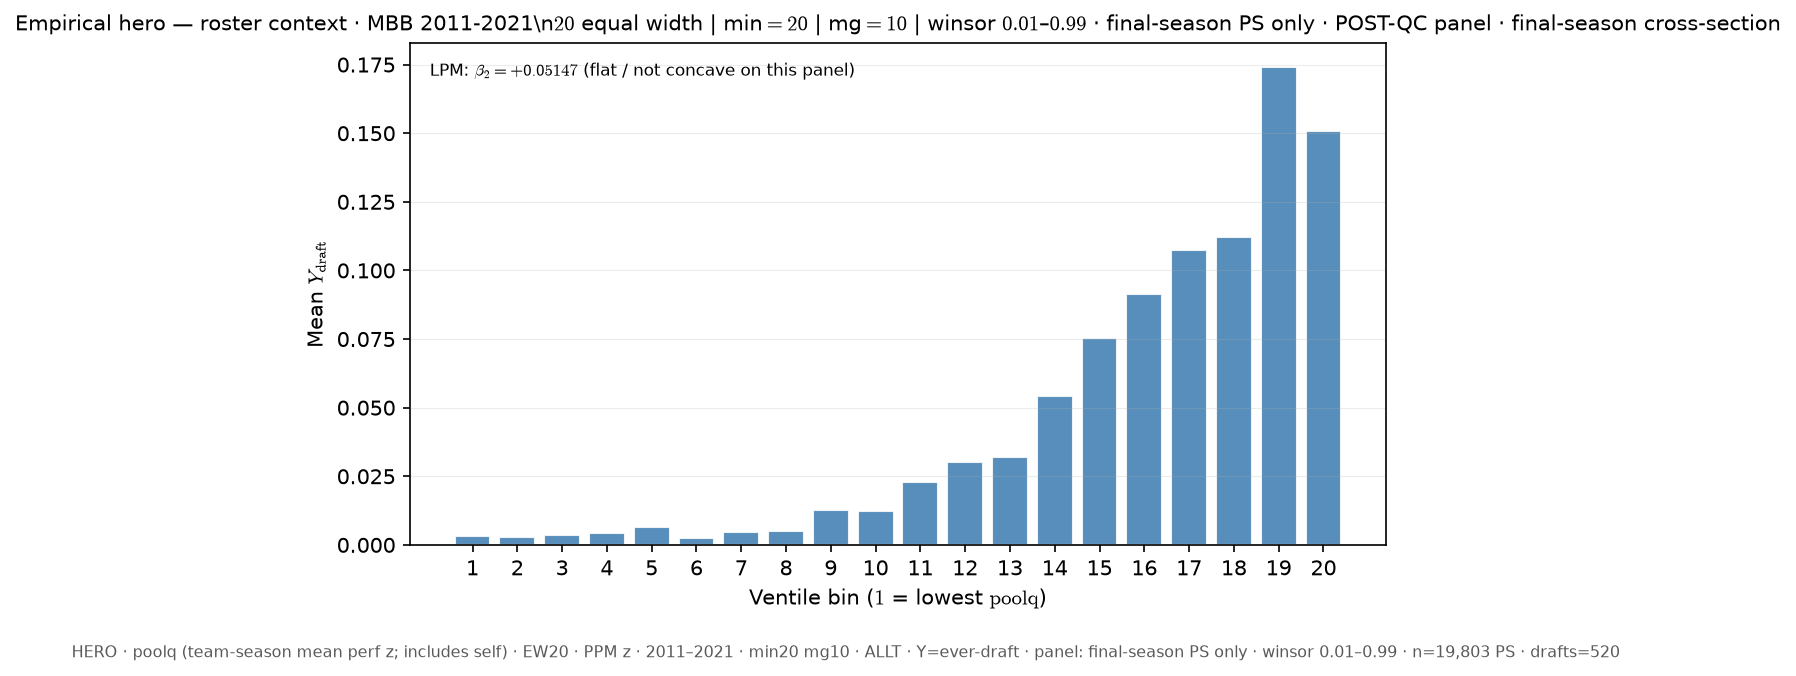 Empirical hero — roster context · MBB 2011-2021\n20 equal width | min = 20 | mg = 10 | winsor 0.01–0.99 · final-season PS only · POST-QC panel · final-season cross-section
LPM: β₂ = +0.05147 (flat / not concave on this panel)
Mean Y_draft
0.175
0.150
0.125
0.100
0.075
0.050
0.025
0.000
1 2 3 4 5 6 7 8 9 10 11 12 13 14 15 16 17 18 19 20
Ventile bin (1 = lowest poolq)
HERO · poolq (team-season mean perf z; includes self) · EW20 · PPM z · 2011–2021 · min20 mg10 · ALLT · Y=ever-draft · panel: final-season PS only · winsor 0.01–0.99 · n=19,803 PS · drafts=520